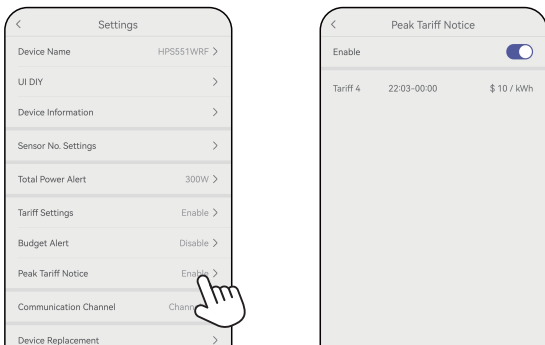 Settings
Device Name HPS551WRF
UI DIY
Device Information
Sensor No. Settings
Total Power Alert 300W
Tariff Settings Enable
Budget Alert Disable
Peak Tariff Notice Enable
Communication Channel
Device Replacement
Peak Tariff Notice
Enable
Tariff 4 22:03-00:00 $ 10 / kWh